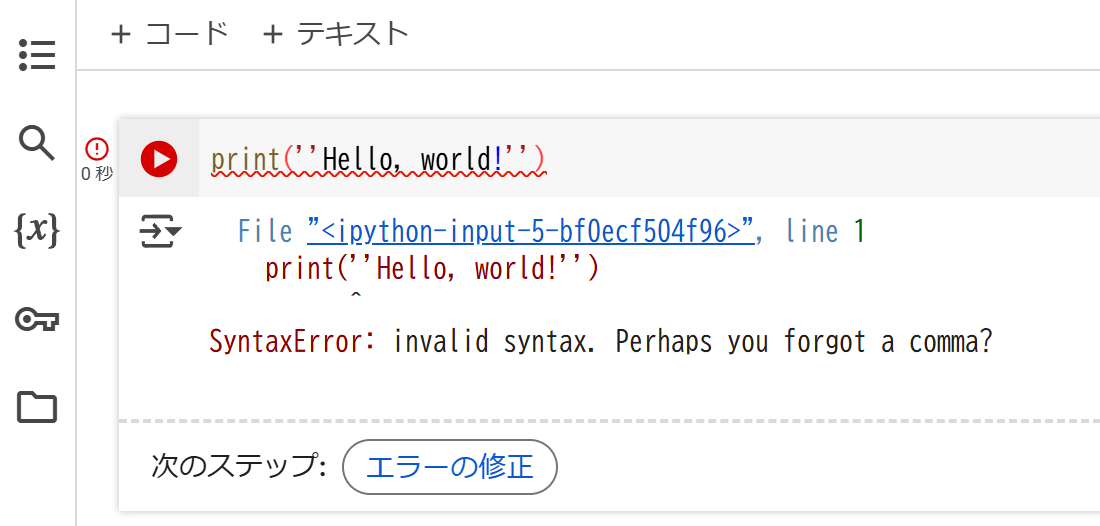 + コード + テキスト
0 秒
print(''Hello, world!'')
{x}
File "<ipython-input-5-bf0ecf504f96>", line 1
print(''Hello, world!'')
^
SyntaxError: invalid syntax. Perhaps you forgot a comma?
次のステップ: エラーの修正